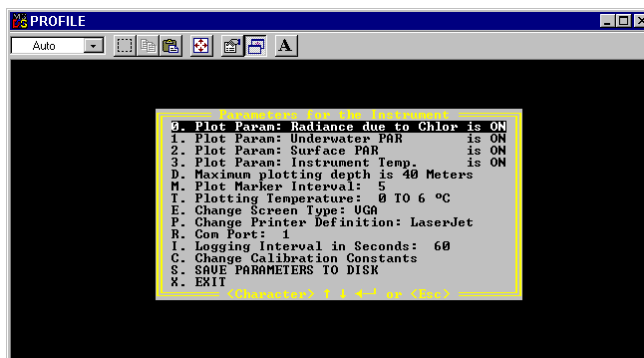 PROFILE
Auto
A
Parameters for the Instrument
0. Plot Param: Radiance due to Chlor is ON
1. Plot Param: Underwater PAR is ON
2. Plot Param: Surface PAR is ON
3. Plot Param: Instrument Temp. is ON
D. Maximum plotting depth is 40 Meters
M. Plot Marker Interval: 5
T. Plotting Temperature: 0 TO 6 ºC
E. Change Screen Type: VGA
P. Change Printer Definition: LaserJet
R. Com Port: 1
I. Logging Interval in Seconds: 60
C. Change Calibration Constants
S. SAVE PARAMETERS TO DISK
X. EXIT
<Character> ↑ ↓ ◄┘ or <Esc>